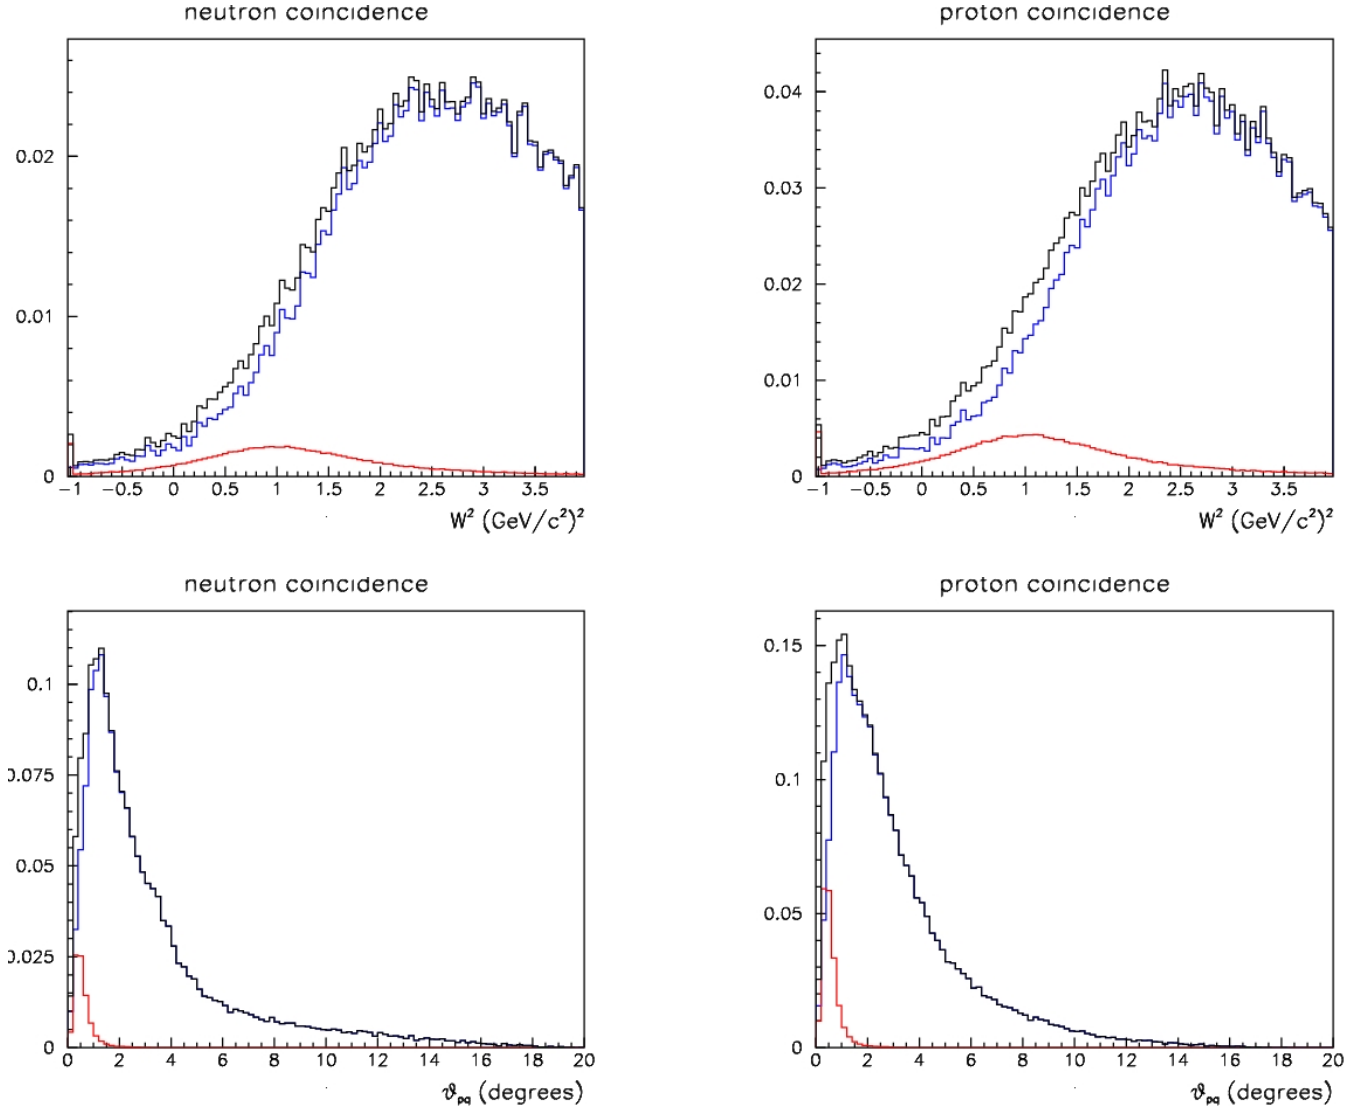 neutron coincidence
proton coincidence
0.02
0.01
0
−1 −0.5 0 0.5 1 1.5 2 2.5 3 3.5
W² (GeV/c²)²
0.04
0.03
0.02
0.01
0
−1 −0.5 0 0.5 1 1.5 2 2.5 3 3.5
W² (GeV/c²)²
neutron coincidence
proton coincidence
0.1
0.075
0.05
0.025
0
0 2 4 6 8 10 12 14 16 18 20
ϑpq (degrees)
0.15
0.1
0.05
0
0 2 4 6 8 10 12 14 16 18 20
ϑpq (degrees)